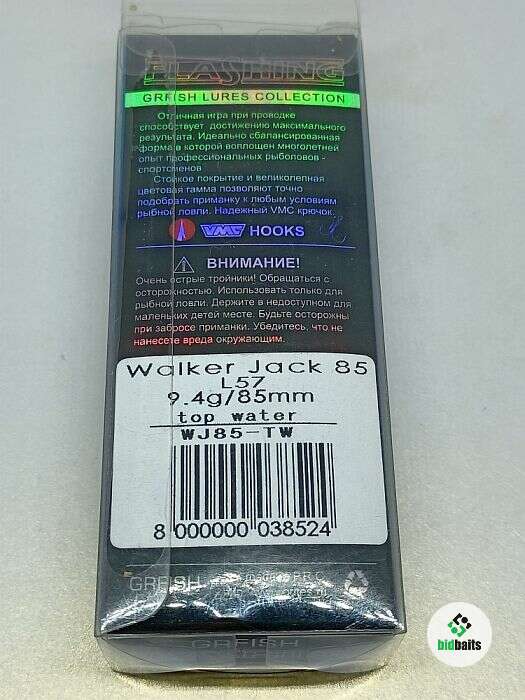 FLASHING
GRFISH LURES COLLECTION
Отличная игра при проводке
способствует достижению максимального
результата. Идеально сбалансированная
форма в которой воплощен многолетней
опыт профессиональных рыболовов -
спортсменов
Стойкое покрытие и великолепная
цветовая гамма позволяют точно
подобрать приманку к любым условиям
рыбной ловли. Надежный VMC крючок.
VMC HOOKS
ВНИМАНИЕ!
Очень острые тройники! Обращаться с
осторожностью. Использовать только для
рыбной ловли. Держите в недоступном для
маленьких детей месте. Будьте осторожны
при забросе приманки. Убедитесь, что не
нанесете вреда окружающим.
Walker Jack 85
L57
9.4g/85mm
top water
WJ85-TW
8 000000 038524
GRFISH
GRFISH
bidbaits